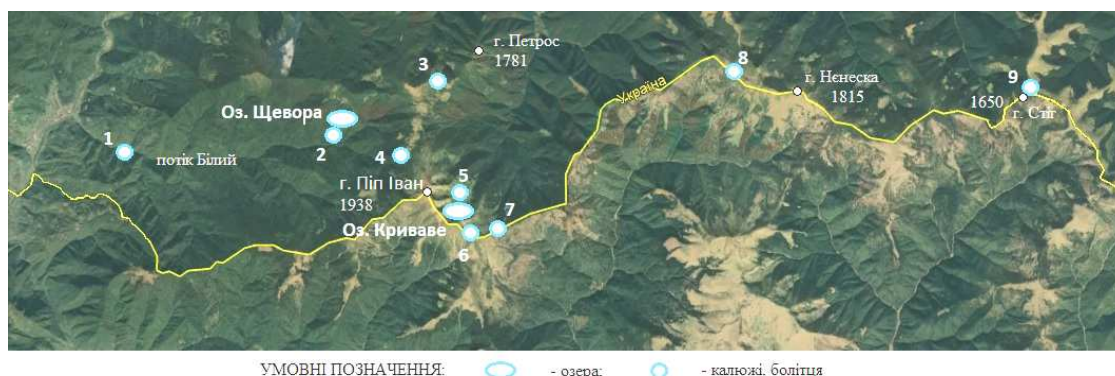 г. Петрос
1781
3
8
9
Україна
г. Нєнеска
1815
1650
г. Стіг
Оз. Щевора
1
2
4
потік Білий
г. Піп Іван
1938
5
Оз. Криваве
7
6
УМОВНІ ПОЗНАЧЕННЯ:
- озера;
- калюжі, болітця